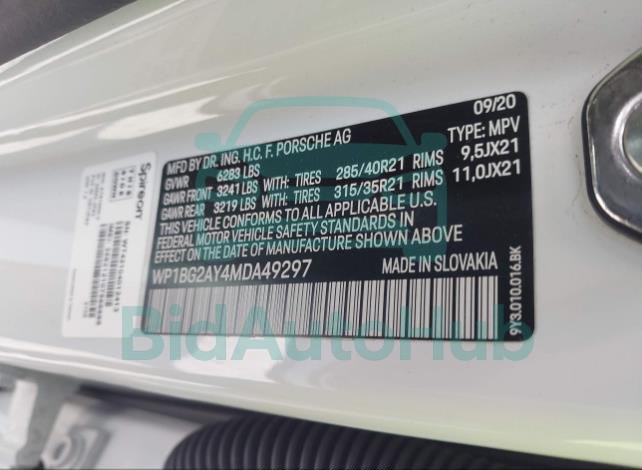 09/20
MFD BY DR. ING. H.C. F. PORSCHE AG
TYPE: MPV
GVWR 6283 LBS
GAWR FRONT 3241 LBS WITH: TIRES 285/40R21 RIMS 9,5JX21
GAWR REAR 3219 LBS WITH: TIRES 315/35R21 RIMS 11,0JX21
THIS VEHICLE CONFORMS TO ALL APPLICABLE U.S.
FEDERAL MOTOR VEHICLE SAFETY STANDARDS IN
EFFECT ON THE DATE OF MANUFACTURE SHOWN ABOVE
WP1BG2AY4MDA49297
MADE IN SLOVAKIA
9Y3.010.016.BK
Spireon
BidAutoHub